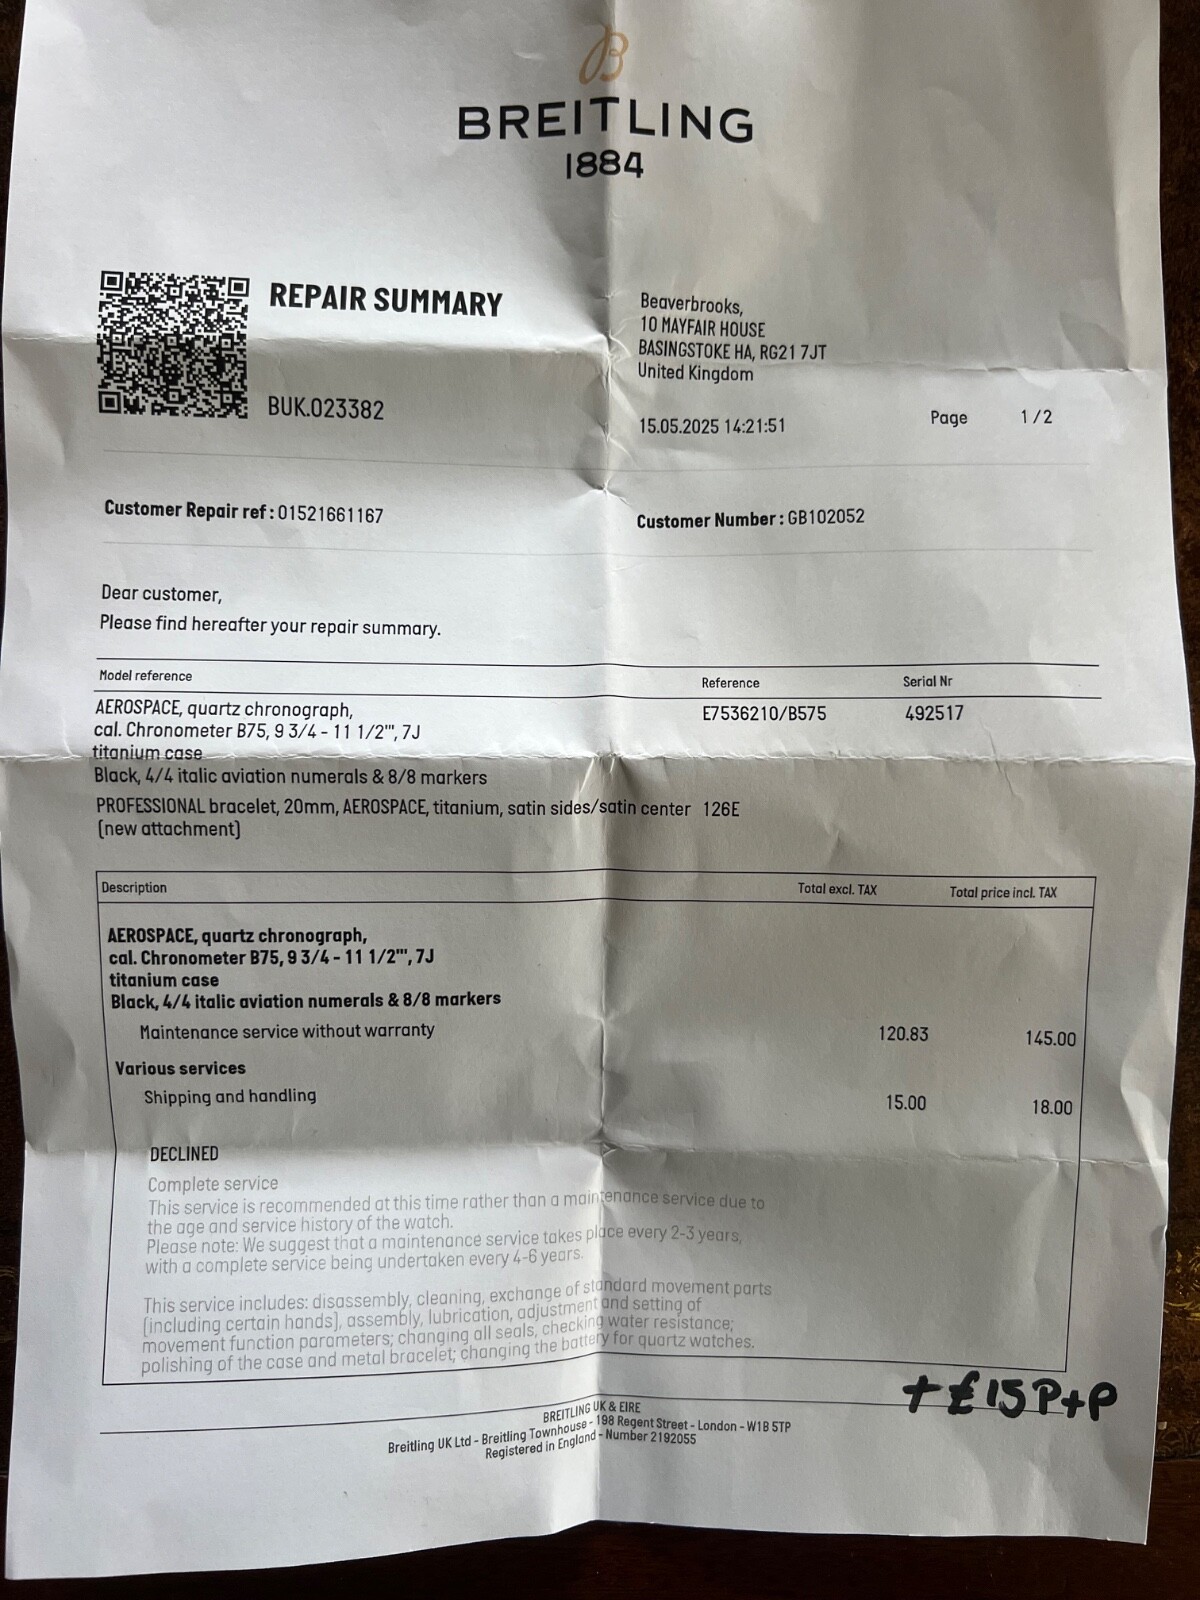 B
BREITLING
1884
REPAIR SUMMARY
BUK.023382
Beaverbrooks,
10 MAYFAIR HOUSE
BASINGSTOKE HA, RG21 7JT
United Kingdom
15.05.2025 14:21:51
Page 1 / 2
Customer Repair ref : 01521661167
Customer Number : GB102052
Dear customer,
Please find hereafter your repair summary.
Model reference Reference Serial Nr
AEROSPACE, quartz chronograph, E7536210/B575 492517
cal. Chronometer B75, 9 3/4 - 11 1/2''', 7J
titanium case
Black, 4/4 italic aviation numerals & 8/8 markers
PROFESSIONAL bracelet, 20mm, AEROSPACE, titanium, satin sides/satin center 126E
(new attachment)
Description Total excl. TAX Total price incl. TAX
AEROSPACE, quartz chronograph,
cal. Chronometer B75, 9 3/4 - 11 1/2''', 7J
titanium case
Black, 4/4 italic aviation numerals & 8/8 markers
Maintenance service without warranty 120.83 145.00
Various services
Shipping and handling 15.00 18.00
DECLINED
Complete service
This service is recommended at this time rather than a maintenance service due to
the age and service history of the watch.
Please note: We suggest that a maintenance service takes place every 2-3 years,
with a complete service being undertaken every 4-6 years.
This service includes: disassembly, cleaning, exchange of standard movement parts
(including certain hands), assembly, lubrication, adjustment and setting of
movement function parameters; changing all seals, checking water resistance;
polishing of the case and metal bracelet; changing the battery for quartz watches.
+ £15 P+P
BREITLING UK & EIRE
Breitling UK Ltd - Breitling Townhouse - 198 Regent Street - London - W1B 5TP
Registered in England - Number 2192055